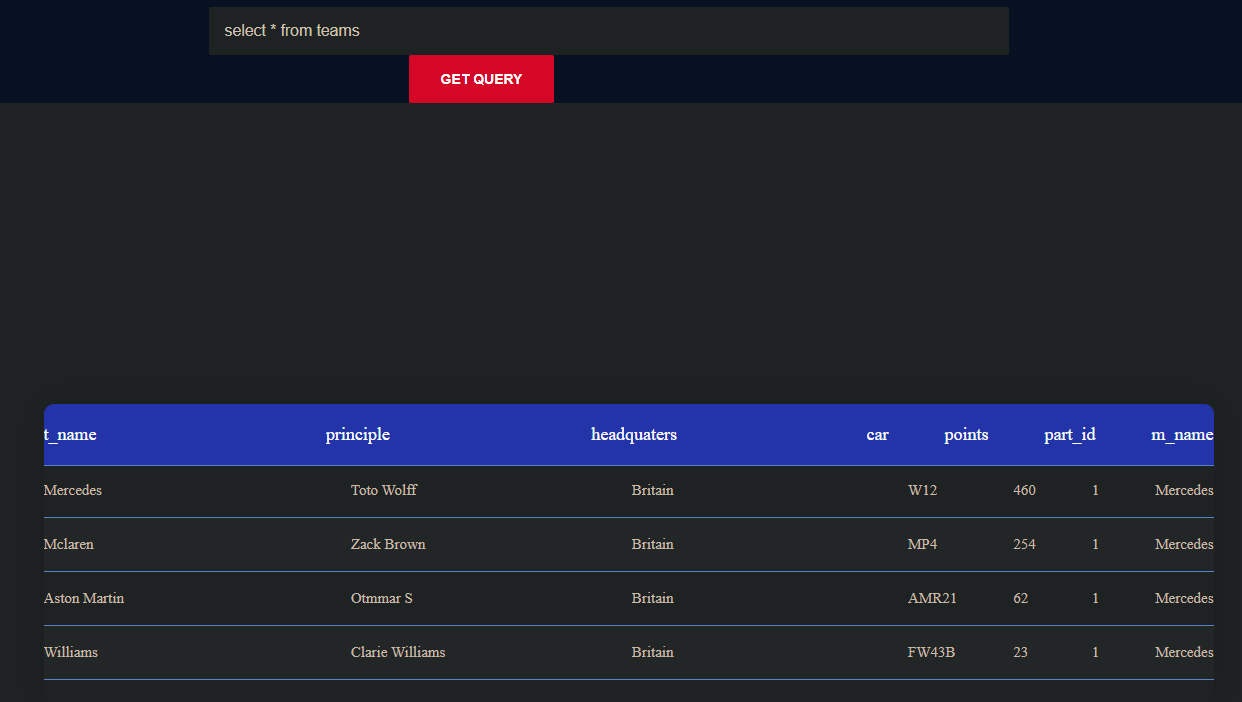 select * from teams
GET QUERY
t_name principle headquaters car points part_id m_name
Mercedes Toto Wolff Britain W12 460 1 Mercedes
Mclaren Zack Brown Britain MP4 254 1 Mercedes
Aston Martin Otmmar S Britain AMR21 62 1 Mercedes
Williams Clarie Williams Britain FW43B 23 1 Mercedes